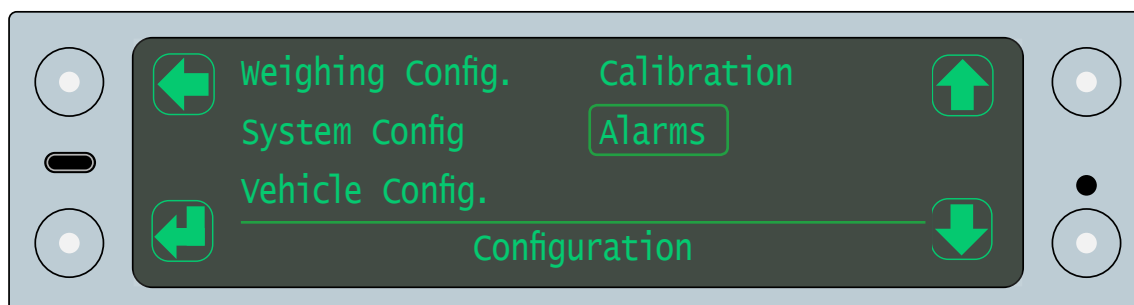 Weighing Config. Calibration
System Config Alarms
Vehicle Config.
Configuration